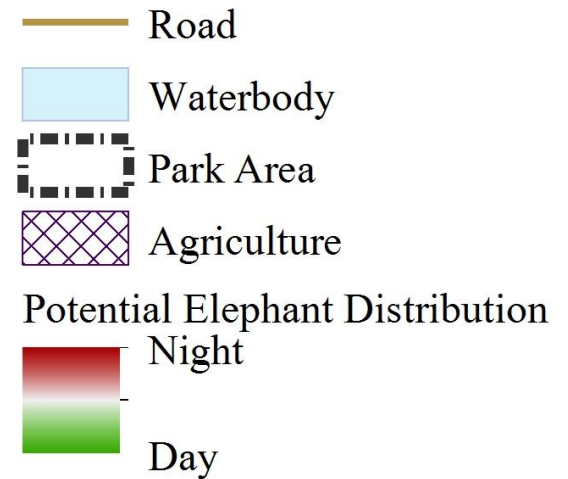 Road
Waterbody
Park Area
Agriculture
Potential Elephant Distribution
Night
Day